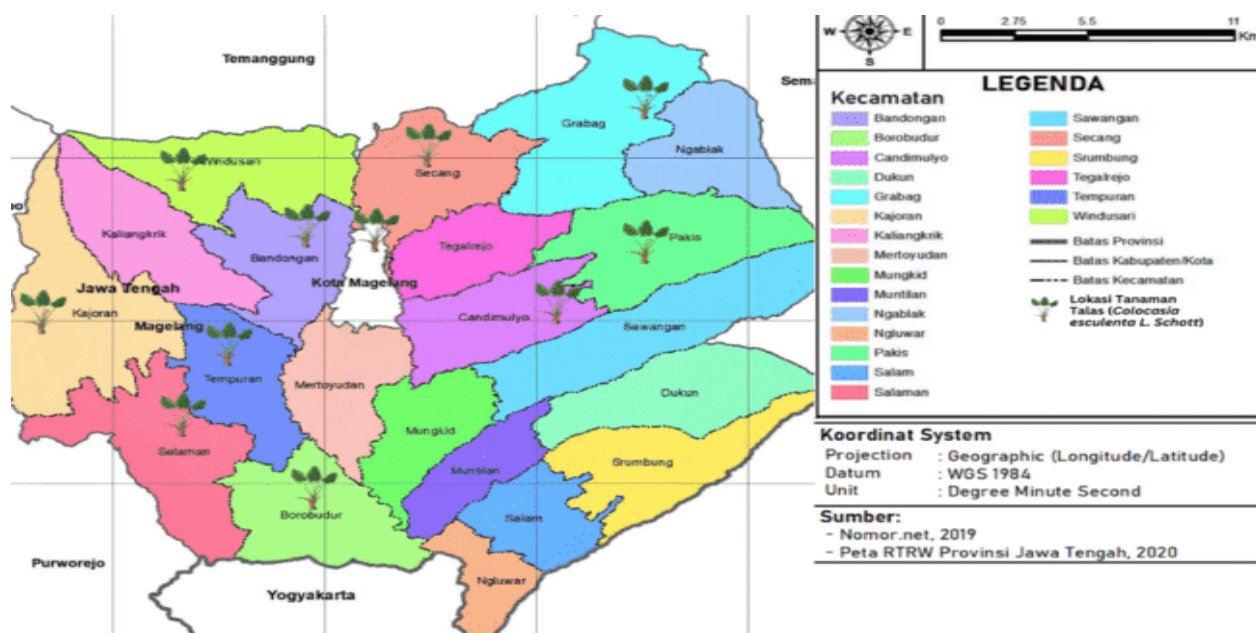 Temanggung
Sema
Grabag
Ngablak
Windusari
Secang
Kaliangkrik
Bandongan
Tegalrejo
Pakis
Jawa Tengah
Kota Magelang
Kajoran
Magelang
Candimulyo
Sawangan
Tempuran
Mertoyudan
Dukun
Salaman
Mungkid
Muntilan
Srumbung
Borobudur
Salam
Purworejo
Yogyakarta
Ngluwar
W E
S
0 2.75 5.5 11
Km
LEGENDA
Kecamatan
Bandongan
Borobudur
Candimulyo
Dukun
Grabag
Kajoran
Kaliangkrik
Mertoyudan
Mungkid
Muntilan
Ngablak
Ngluwar
Pakis
Salam
Salaman
Sawangan
Secang
Srumbung
Tegalrejo
Tempuran
Windusari
Batas Provinsi
Batas Kabupaten/Kota
Batas Kecamatan
Lokasi Tanaman
Talas (Colocasia
esculenta L. Schott)
Koordinat System
Projection : Geographic (Longitude/Latitude)
Datum : WGS 1984
Unit : Degree Minute Second
Sumber:
- Nomor.net, 2019
- Peta RTRW Provinsi Jawa Tengah, 2020